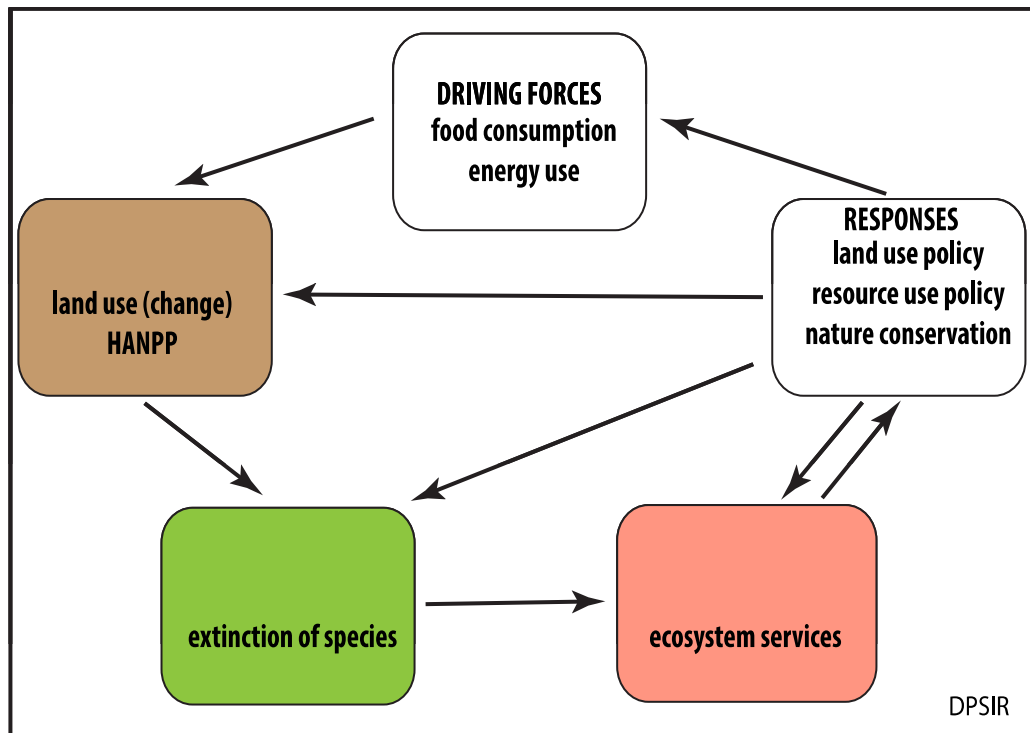 DRIVING FORCES
food consumption
energy use
RESPONSES
land use policy
resource use policy
nature conservation
land use (change)
HANPP
extinction of species
ecosystem services
DPSIR